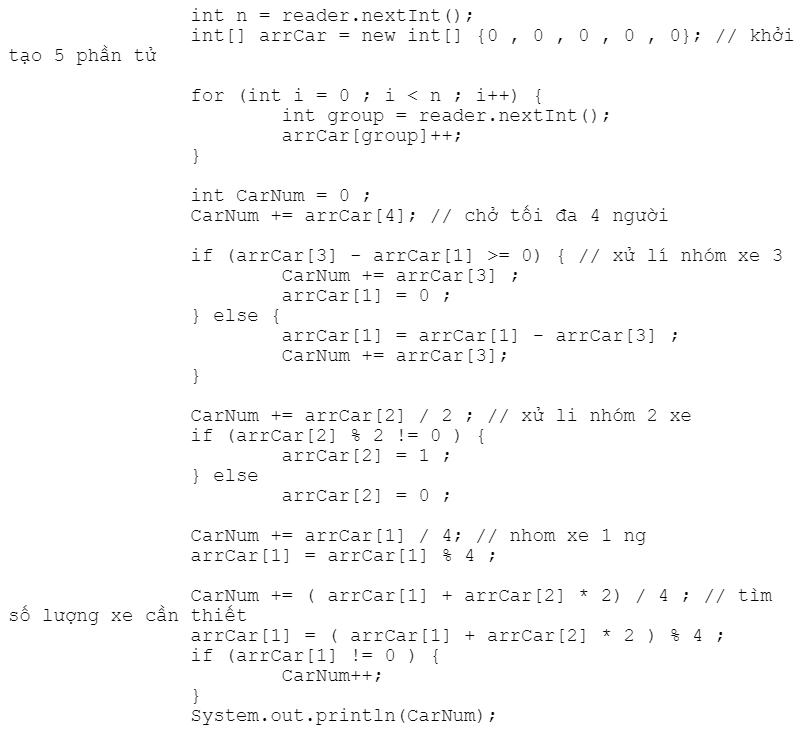 int n = reader.nextInt();
int[] arrCar = new int[] {0 , 0 , 0 , 0 , 0}; // khởi
tạo 5 phần tử
for (int i = 0 ; i < n ; i++) {
int group = reader.nextInt();
arrCar[group]++;
}
int CarNum = 0 ;
CarNum += arrCar[4]; // chở tối đa 4 người
if (arrCar[3] - arrCar[1] >= 0) { // xử lí nhóm xe 3
CarNum += arrCar[3] ;
arrCar[1] = 0 ;
} else {
arrCar[1] = arrCar[1] - arrCar[3] ;
CarNum += arrCar[3];
}
CarNum += arrCar[2] / 2 ; // xử li nhóm 2 xe
if (arrCar[2] % 2 != 0 ) {
arrCar[2] = 1 ;
} else
arrCar[2] = 0 ;
CarNum += arrCar[1] / 4; // nhom xe 1 ng
arrCar[1] = arrCar[1] % 4 ;
CarNum += ( arrCar[1] + arrCar[2] * 2) / 4 ; // tìm
số lượng xe cần thiết
arrCar[1] = ( arrCar[1] + arrCar[2] * 2 ) % 4 ;
if (arrCar[1] != 0 ) {
CarNum++;
}
System.out.println(CarNum);